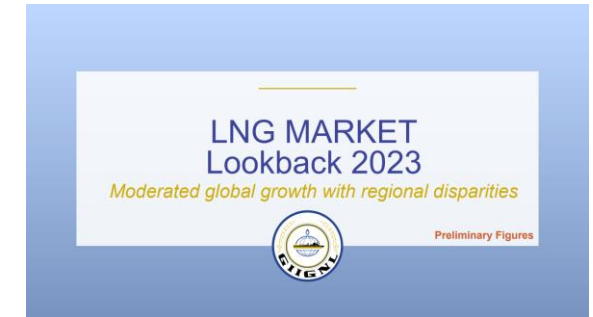 LNG MARKET
Lookback 2023
Moderated global growth with regional disparities
Preliminary Figures
GIIGNL